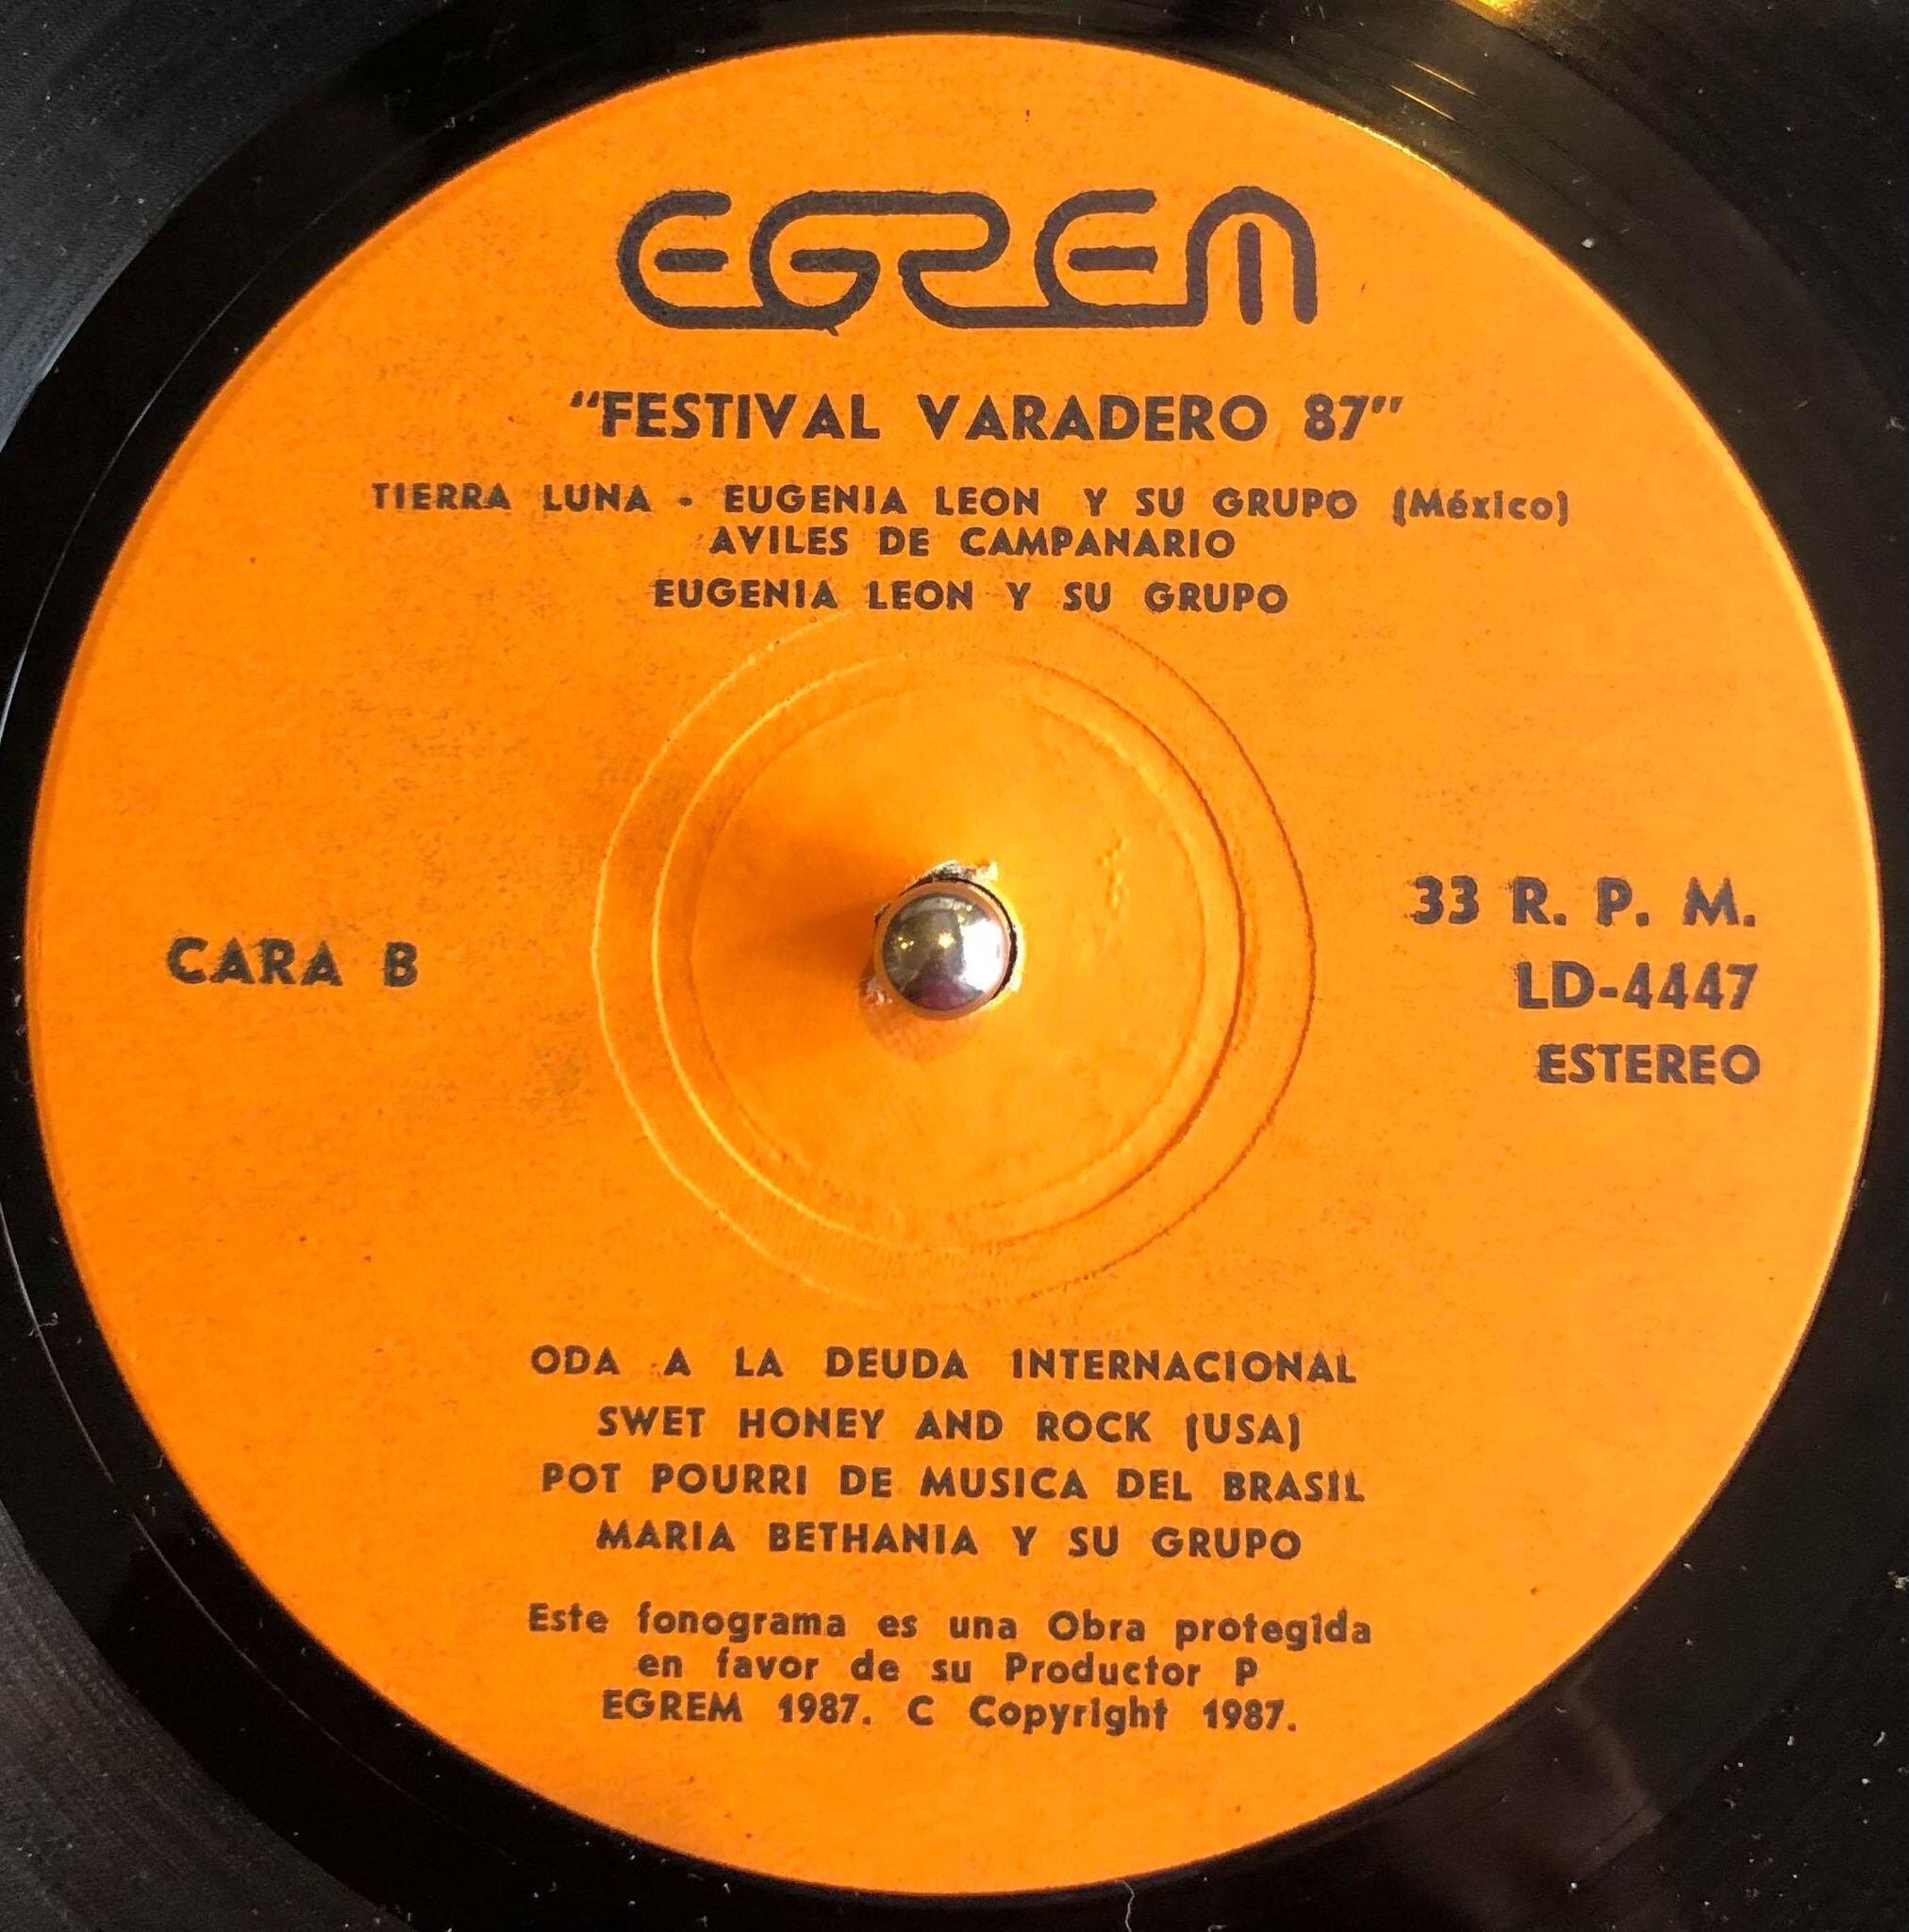 EGREM
"FESTIVAL VARADERO 87"
TIERRA LUNA - EUGENIA LEON Y SU GRUPO (México)
AVILES DE CAMPANARIO
EUGENIA LEON Y SU GRUPO
CARA B
33 R. P. M.
LD-4447
ESTEREO
ODA A LA DEUDA INTERNACIONAL
SWET HONEY AND ROCK (USA)
POT POURRI DE MUSICA DEL BRASIL
MARIA BETHANIA Y SU GRUPO
Este fonograma es una Obra protegida
en favor de su Productor P
EGREM 1987. C Copyright 1987.